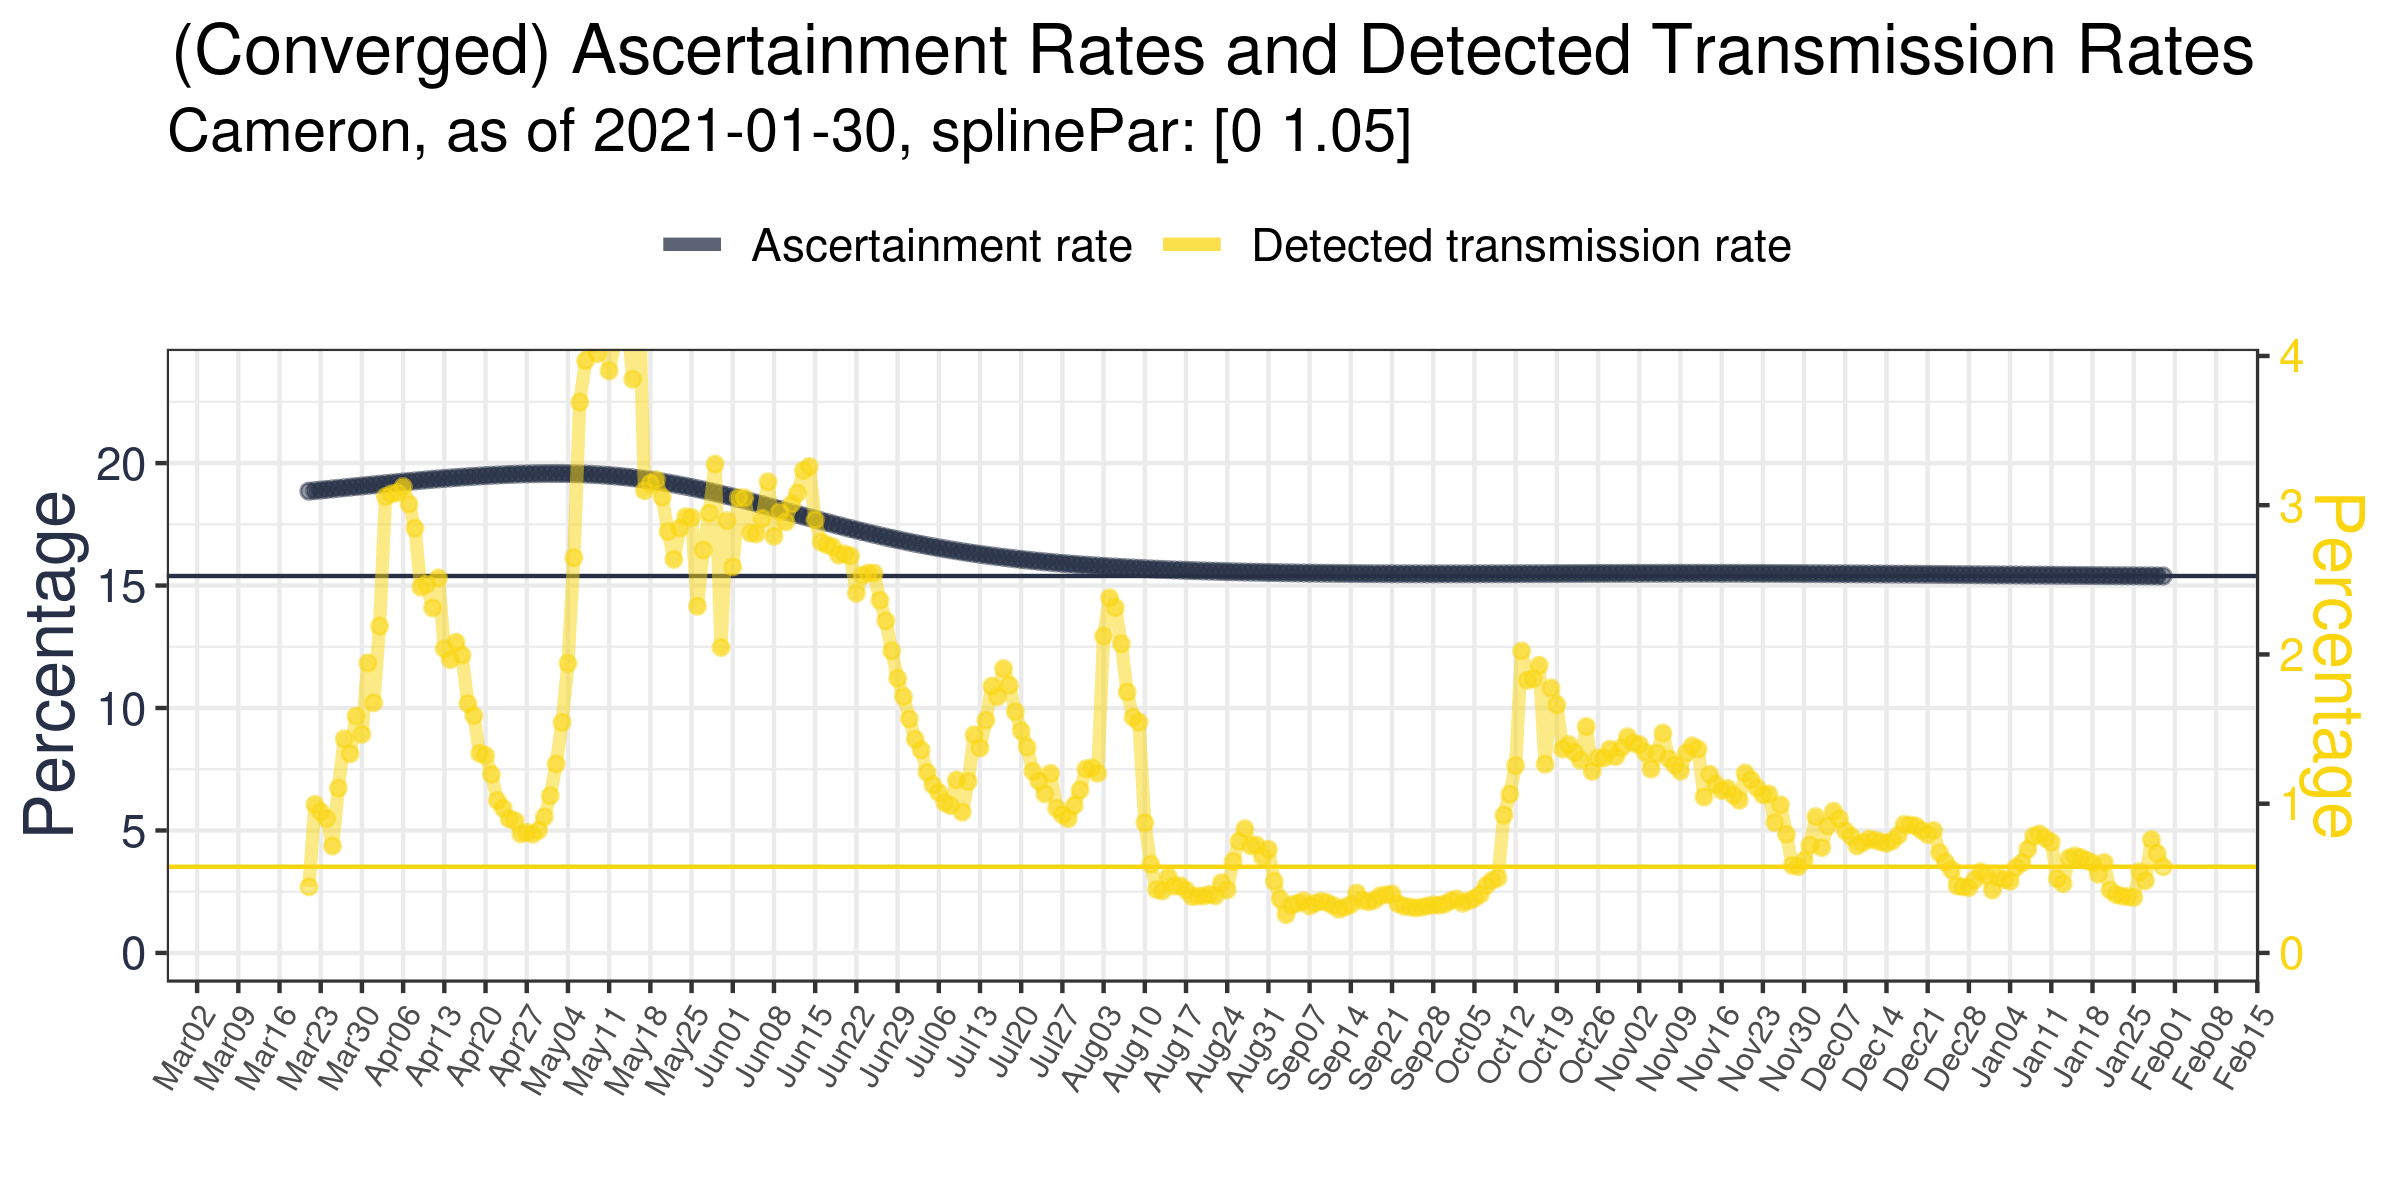 (Converged) Ascertainment Rates and Detected Transmission Rates
Cameron, as of 2021-01-30, splinePar: [0 1.05]
Ascertainment rate
Detected transmission rate
Percentage
20
15
10
5
0
4
3
2
1
0
Percentage
Mar02
Mar09
Mar16
Mar23
Mar30
Apr06
Apr13
Apr20
Apr27
May04
May11
May18
May25
Jun01
Jun08
Jun15
Jun22
Jun29
Jul06
Jul13
Jul20
Jul27
Aug03
Aug10
Aug17
Aug24
Aug31
Sep07
Sep14
Sep21
Sep28
Oct05
Oct12
Oct19
Oct26
Nov02
Nov09
Nov16
Nov23
Nov30
Dec07
Dec14
Dec21
Dec28
Jan04
Jan11
Jan18
Jan25
Feb01
Feb08
Feb15